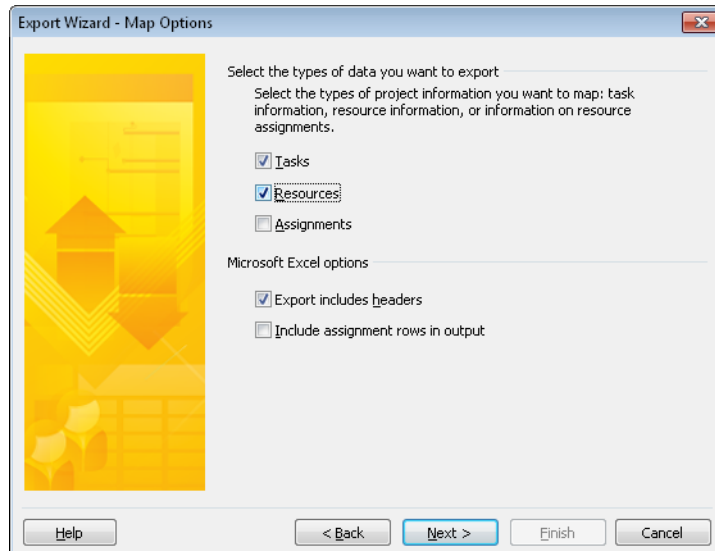 Export Wizard - Map Options
Select the types of data you want to export
Select the types of project information you want to map: task
information, resource information, or information on resource
assignments.
Tasks
Resources
Assignments
Microsoft Excel options
Export includes headers
Include assignment rows in output
Help
< Back
Next >
Finish
Cancel